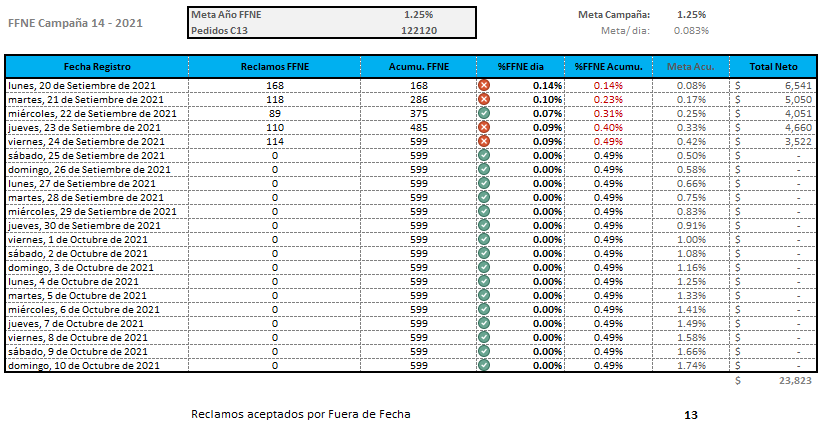 FFNE Campaña 14 - 2021
Meta Año FFNE 1.25%
Pedidos C13 122120
Meta Campaña: 1.25%
Meta/ dia: 0.083%
Fecha Registro Reclamos FFNE Acumu. FFNE %FFNE dia %FFNE Acumu. Meta Acu. Total Neto
lunes, 20 de Setiembre de 2021 168 168 0.14% 0.14% 0.08% $ 6,541
martes, 21 de Setiembre de 2021 118 286 0.10% 0.23% 0.17% $ 5,050
miércoles, 22 de Setiembre de 2021 89 375 0.07% 0.31% 0.25% $ 4,051
jueves, 23 de Setiembre de 2021 110 485 0.09% 0.40% 0.33% $ 4,660
viernes, 24 de Setiembre de 2021 114 599 0.09% 0.49% 0.42% $ 3,522
sábado, 25 de Setiembre de 2021 0 599 0.00% 0.49% 0.50% $ -
domingo, 26 de Setiembre de 2021 0 599 0.00% 0.49% 0.58% $ -
lunes, 27 de Setiembre de 2021 0 599 0.00% 0.49% 0.66% $ -
martes, 28 de Setiembre de 2021 0 599 0.00% 0.49% 0.75% $ -
miércoles, 29 de Setiembre de 2021 0 599 0.00% 0.49% 0.83% $ -
jueves, 30 de Setiembre de 2021 0 599 0.00% 0.49% 0.91% $ -
viernes, 1 de Octubre de 2021 0 599 0.00% 0.49% 1.00% $ -
sábado, 2 de Octubre de 2021 0 599 0.00% 0.49% 1.08% $ -
domingo, 3 de Octubre de 2021 0 599 0.00% 0.49% 1.16% $ -
lunes, 4 de Octubre de 2021 0 599 0.00% 0.49% 1.25% $ -
martes, 5 de Octubre de 2021 0 599 0.00% 0.49% 1.33% $ -
miércoles, 6 de Octubre de 2021 0 599 0.00% 0.49% 1.41% $ -
jueves, 7 de Octubre de 2021 0 599 0.00% 0.49% 1.49% $ -
viernes, 8 de Octubre de 2021 0 599 0.00% 0.49% 1.58% $ -
sábado, 9 de Octubre de 2021 0 599 0.00% 0.49% 1.66% $ -
domingo, 10 de Octubre de 2021 0 599 0.00% 0.49% 1.74% $ -
$ 23,823
Reclamos aceptados por Fuera de Fecha 13